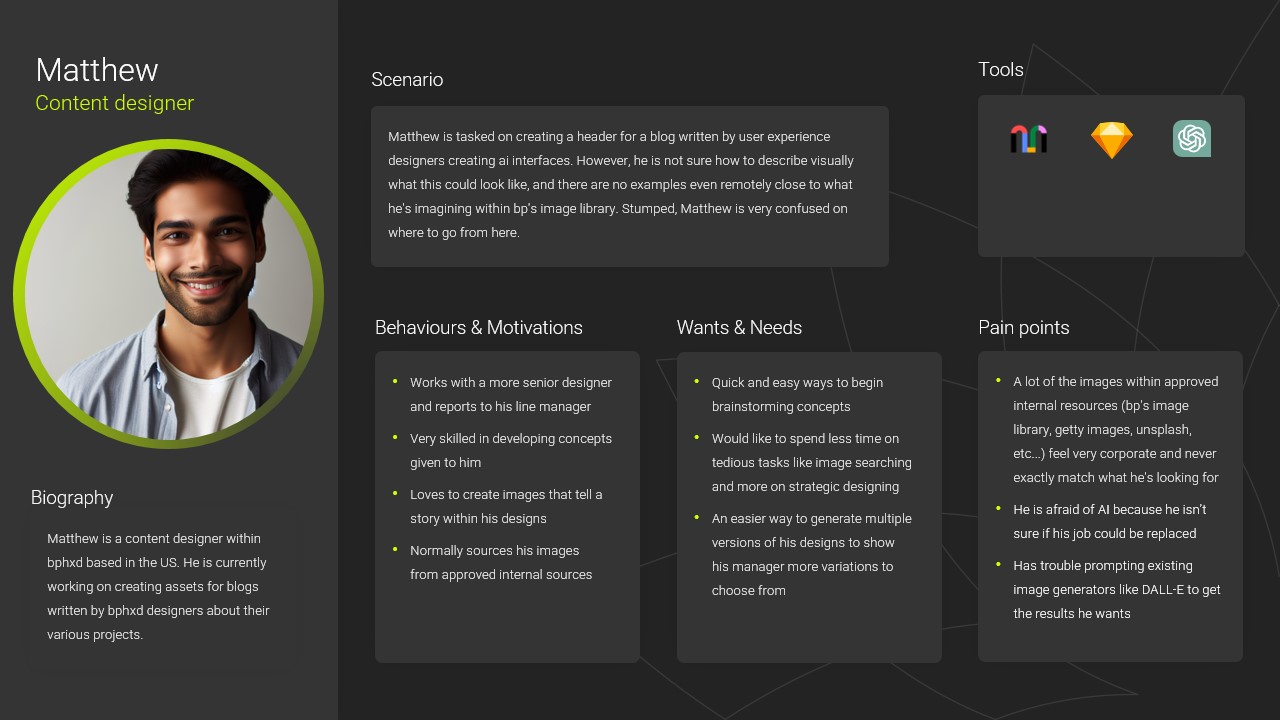 Matthew
Content designer
Biography
Matthew is a content designer within
bphxd based in the US. He is currently
working on creating assets for blogs
written by bphxd designers about their
various projects.
Scenario
Matthew is tasked on creating a header for a blog written by user experience
designers creating ai interfaces. However, he is not sure how to describe visually
what this could look like, and there are no examples even remotely close to what
he's imagining within bp's image library. Stumped, Matthew is very confused on
where to go from here.
Tools
Behaviours & Motivations
• Works with a more senior designer
and reports to his line manager
• Very skilled in developing concepts
given to him
• Loves to create images that tell a
story within his designs
• Normally sources his images
from approved internal sources
Wants & Needs
• Quick and easy ways to begin
brainstorming concepts
• Would like to spend less time on
tedious tasks like image searching
and more on strategic designing
• An easier way to generate multiple
versions of his designs to show
his manager more variations to
choose from
Pain points
• A lot of the images within approved
internal resources (bp's image
library, getty images, unsplash,
etc...) feel very corporate and never
exactly match what he's looking for
• He is afraid of AI because he isn't
sure if his job could be replaced
• Has trouble prompting existing
image generators like DALL-E to get
the results he wants